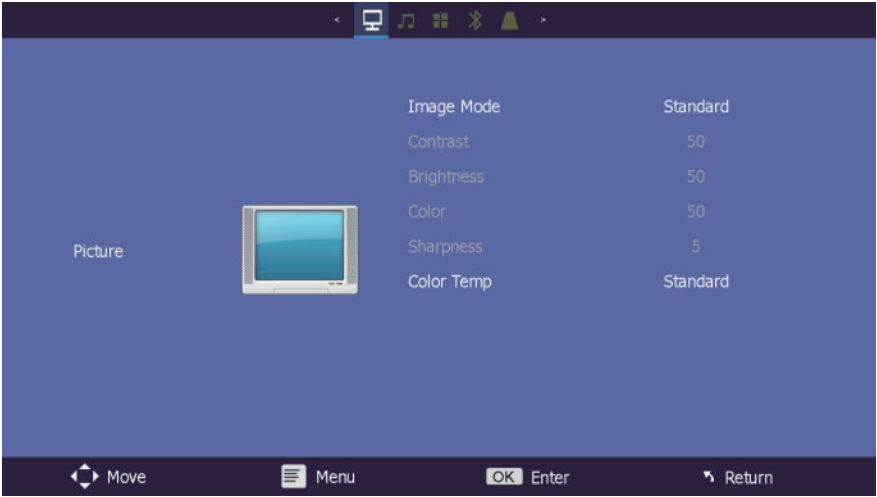 Image Mode Standard
Contrast 50
Brightness 50
Color 50
Picture
Sharpness 5
Color Temp Standard
Move Menu OK Enter Return